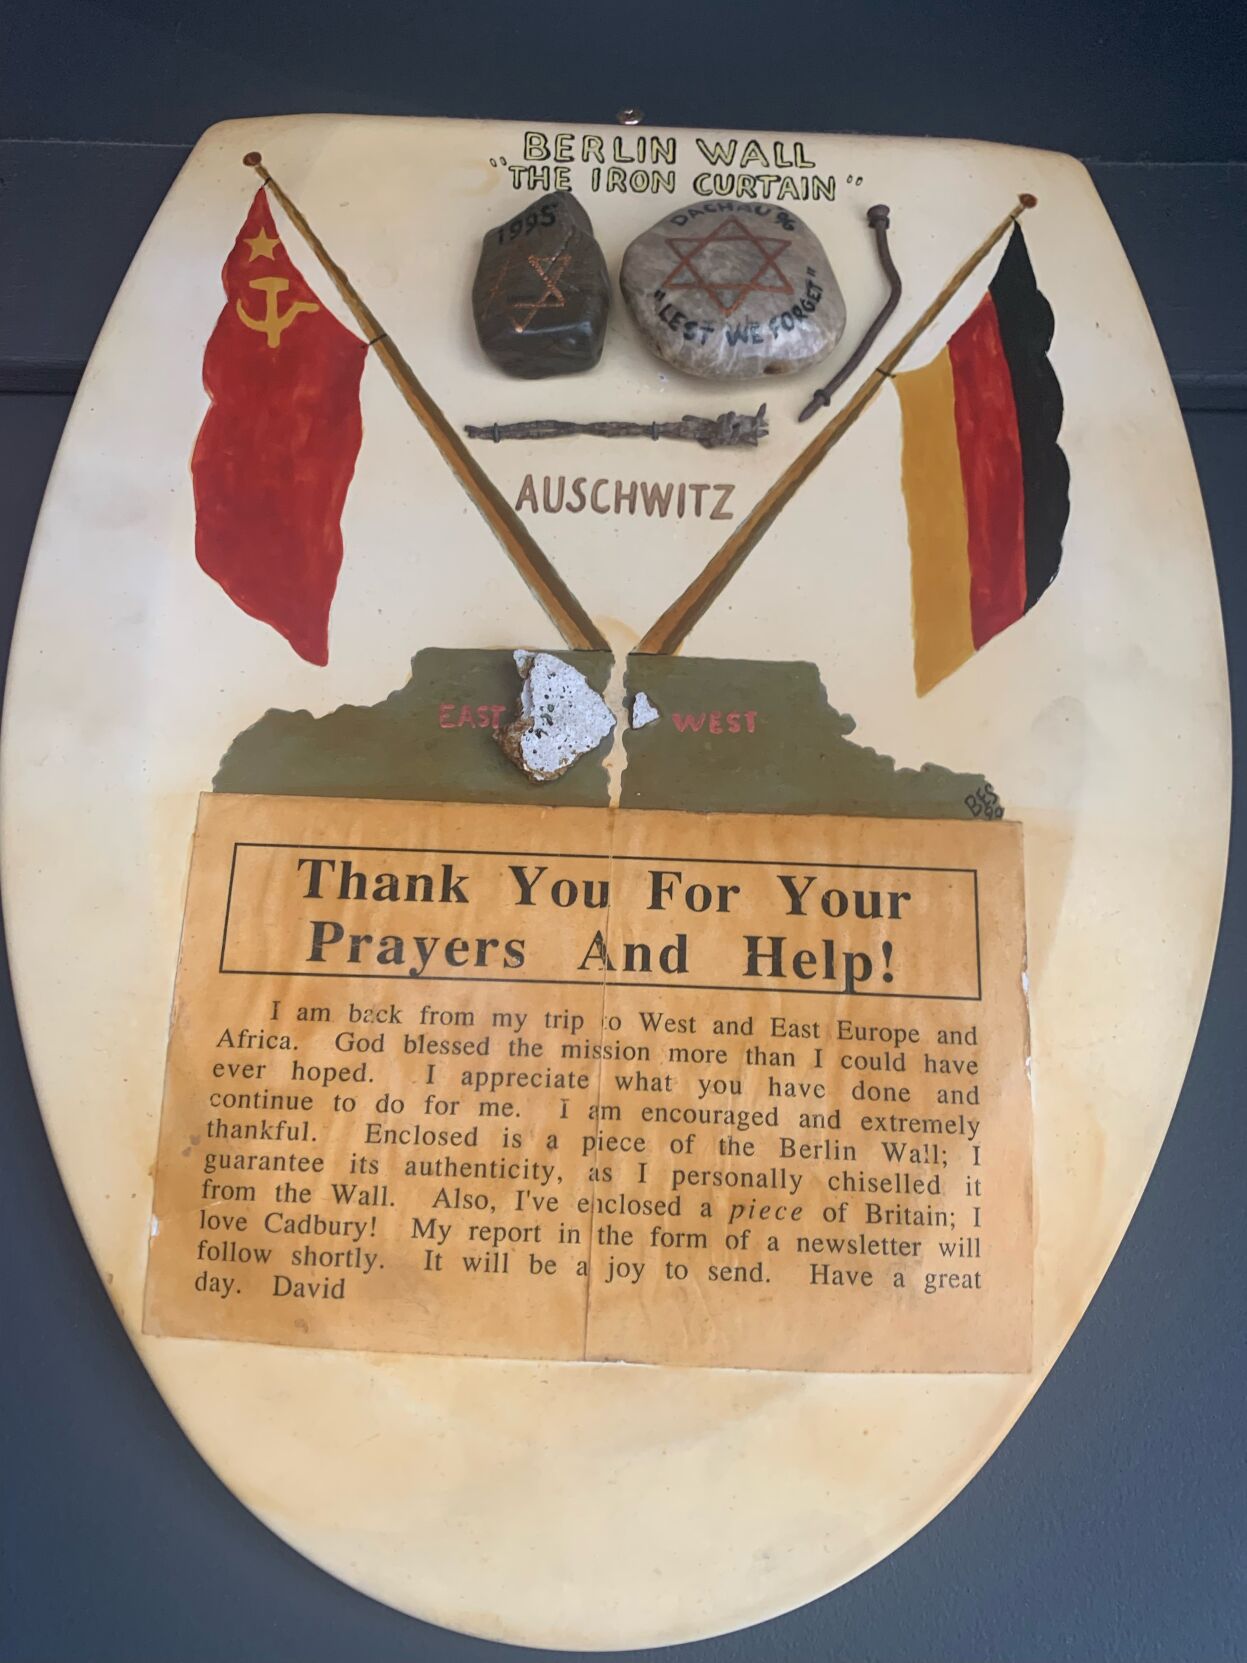 BERLIN WALL
"THE IRON CURTAIN"
1995
DACHAU '96
"LEST WE FORGET"
AUSCHWITZ
EAST
WEST
BES
99
Thank You For Your
Prayers And Help!
I am back from my trip to West and East Europe and
Africa. God blessed the mission more than I could have
ever hoped. I appreciate what you have done and
continue to do for me. I am encouraged and extremely
thankful. Enclosed is a piece of the Berlin Wall; I
guarantee its authenticity, as I personally chiselled it
from the Wall. Also, I've enclosed a piece of Britain; I
love Cadbury! My report in the form of a newsletter will
follow shortly. It will be a joy to send. Have a great
day. David